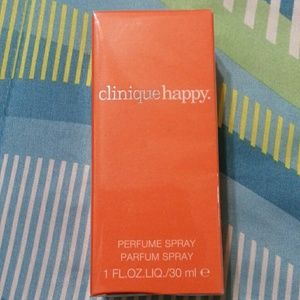 clinique happy.
PERFUME SPRAY
PARFUM SPRAY
1 FL.OZ.LIQ./30 ml ℮